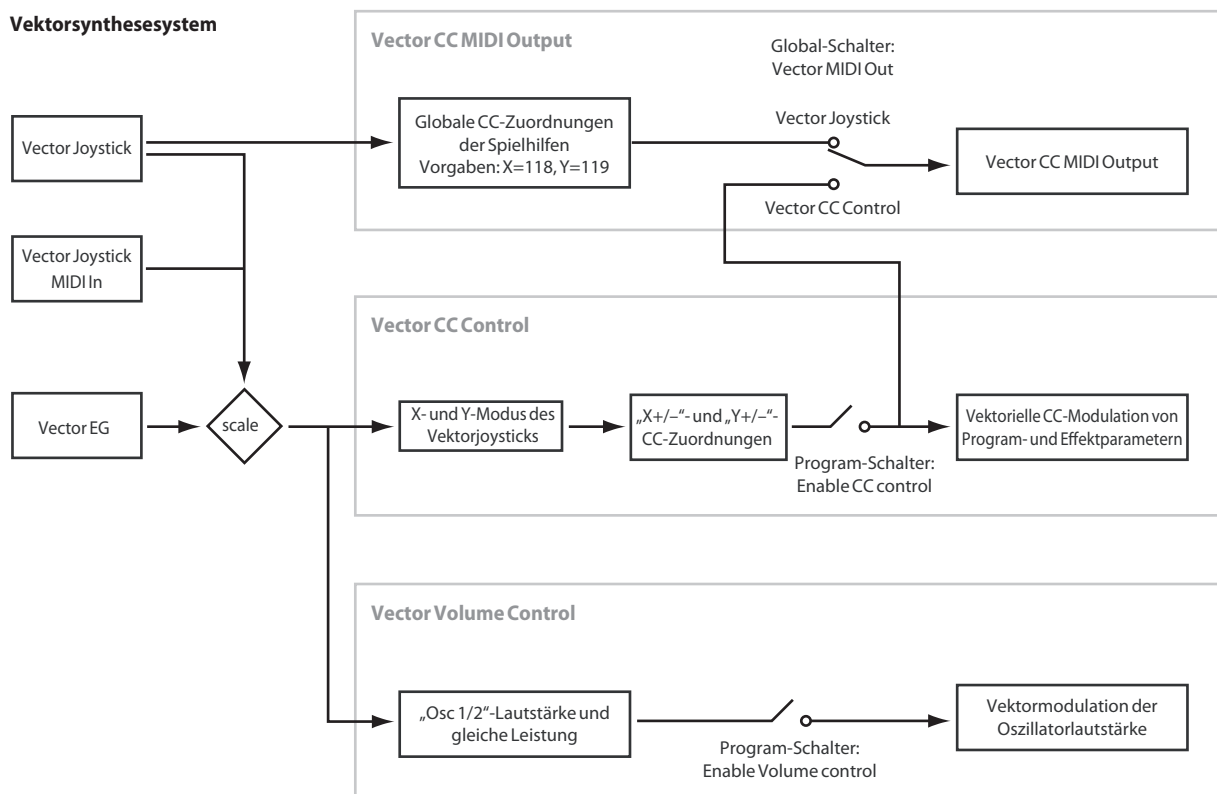 Vektorsynthesesystem
Vector CC MIDI Output
Global-Schalter:
Vector MIDI Out
Vector Joystick
Globale CC-Zuordnungen
der Spielhilfen
Vorgaben: X=118, Y=119
Vector Joystick
Vector CC MIDI Output
Vector CC Control
Vector Joystick
MIDI In
Vector CC Control
Vector EG
scale
X- und Y-Modus des
Vektorjoysticks
„X+/–“- und „Y+/–“-
CC-Zuordnungen
Program-Schalter:
Enable CC control
Vektorielle CC-Modulation von
Program- und Effektparametern
Vector Volume Control
„Osc 1/2“-Lautstärke und
gleiche Leistung
Program-Schalter:
Enable Volume control
Vektormodulation der
Oszillatorlautstärke